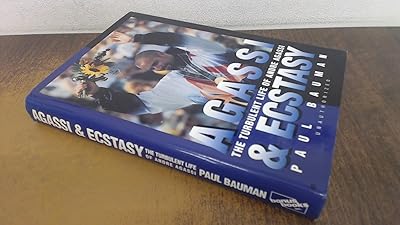 AGASSI
THE TURBULENT LIFE OF ANDRE AGASSI
& ECSTASY
PAUL BAUMAN
UNAUTHORIZED
AGASSI & ECSTASY
THE TURBULENT LIFE
OF ANDRE AGASSI
PAUL BAUMAN
bonus
books